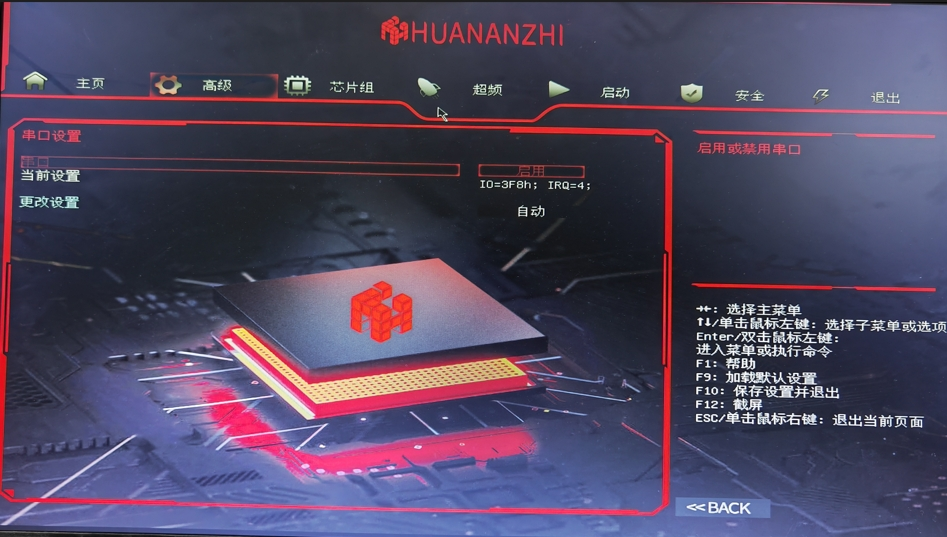 HUANANZHI
主页
高级
芯片组
超频
启动
安全
退出
串口设置
串口
启用
当前设置
IO=3F8h; IRQ=4;
更改设置
自动
启用或禁用串口
→←: 选择主菜单
↑↓/单击鼠标左键: 选择子菜单或选项
Enter/双击鼠标左键:
进入菜单或执行命令
F1: 帮助
F9: 加载默认设置
F10: 保存设置并退出
F12: 截屏
ESC/单击鼠标右键: 退出当前页面
<<BACK